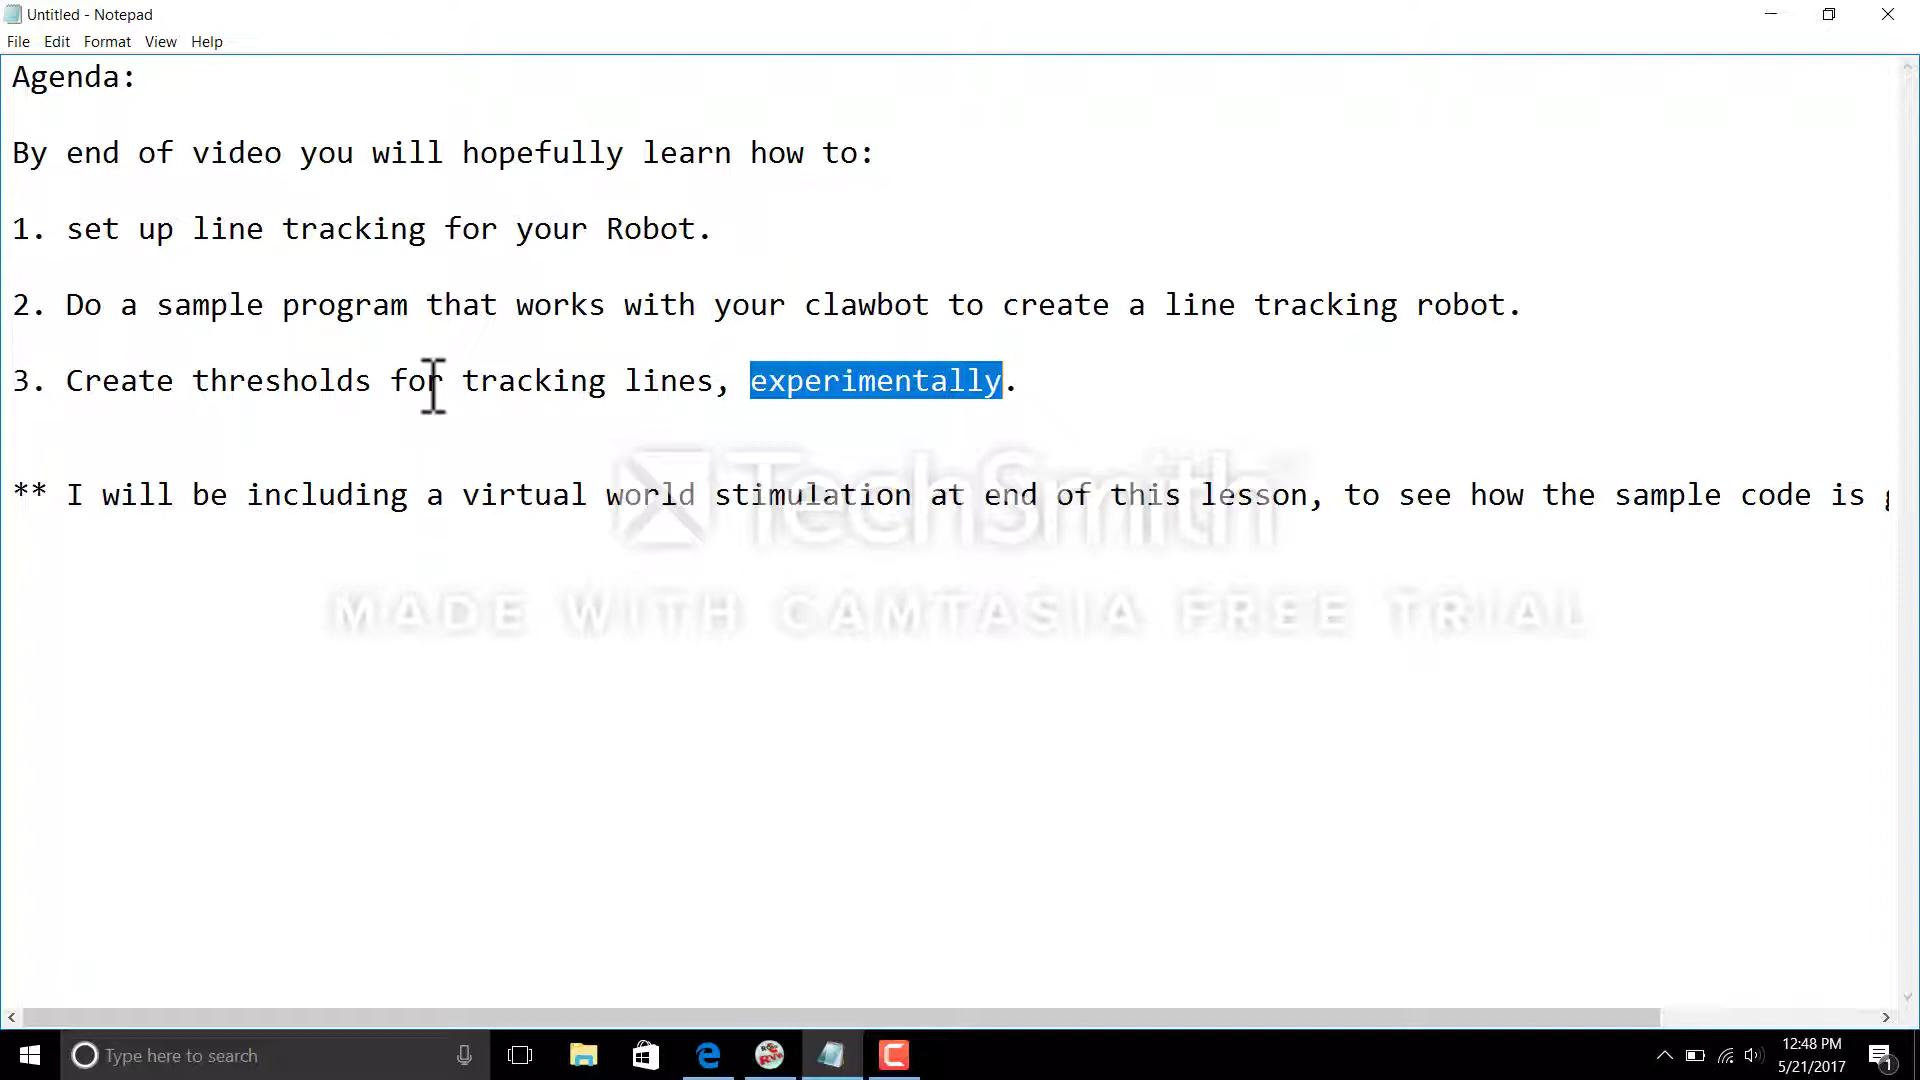 Untitled - Notepad
File Edit Format View Help
Agenda:
By end of video you will hopefully learn how to:
1. set up line tracking for your Robot.
2. Do a sample program that works with your clawbot to create a line tracking robot.
3. Create thresholds for tracking lines, experimentally.
** I will be including a virtual world stimulation at end of this lesson, to see how the sample code is
TechSmith
MADE WITH CAMTASIA FREE TRIAL
Type here to search
12:48 PM
5/21/2017
1